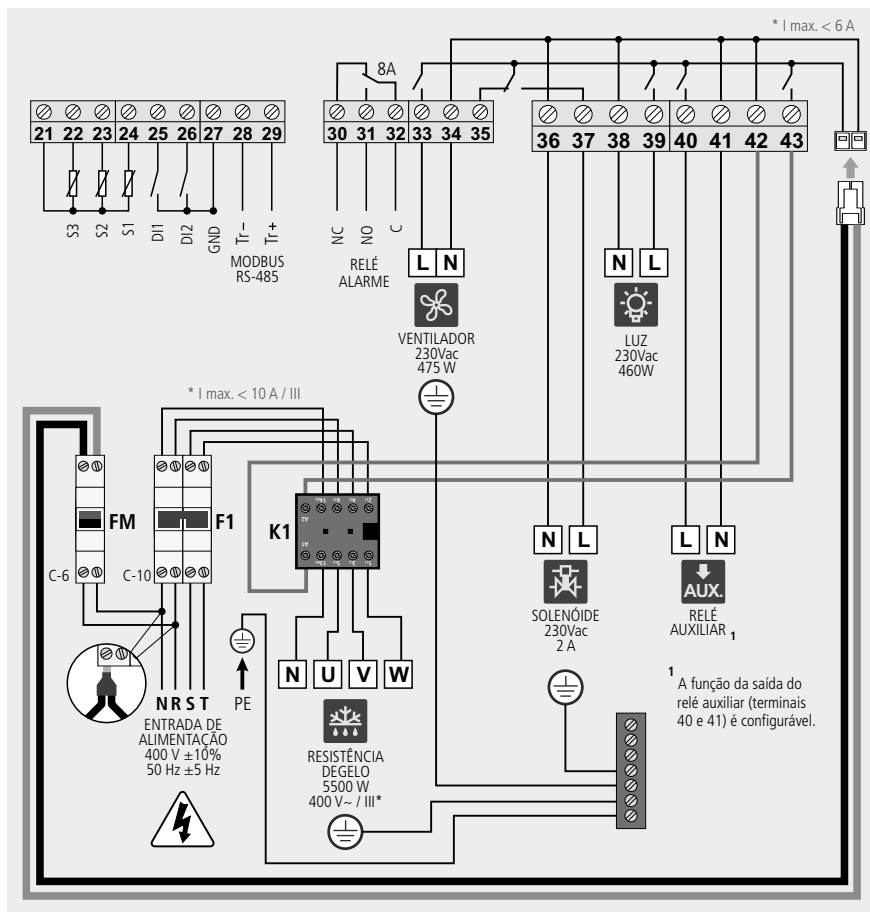 * I max. < 6 A
8A
21 22 23 24 25 26 27 28 29
30 31 32 33 34 35
36 37 38 39 40 41 42 43
S3
S2
S1
DI1
DI2
GND
Tr−
Tr+
MODBUS
RS-485
NC
NO
C
RELÉ
ALARME
L N
VENTILADOR
230Vac
475 W
N L
LUZ
230Vac
460W
* I max. < 10 A / III
FM
F1
K1
A2
A1
C-6
C-10
N L
SOLENÓIDE
230Vac
2 A
L N
AUX.
RELÉ
AUXILIAR 1
1 A função da saída do
relé auxiliar (terminais
40 e 41) é configurável.
N U V W
RESISTÊNCIA
DEGELO
5500 W
400 V~ / III*
PE
N R S T
ENTRADA DE
ALIMENTAÇÃO
400 V ±10%
50 Hz ±5 Hz